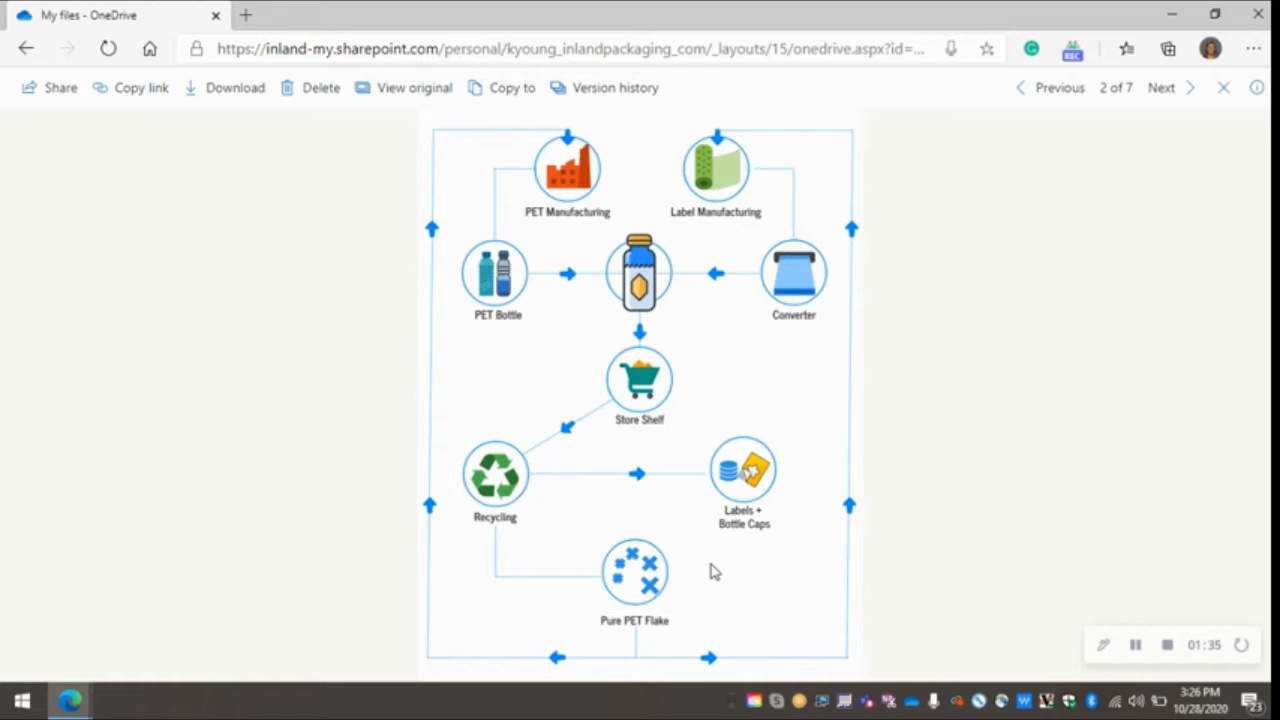 My files - OneDrive
https://inland-my.sharepoint.com/personal/kyoung_inlandpackaging_com/_layouts/15/onedrive.aspx?id=...
REC
Share Copy link Download Delete View original Copy to Version history Previous 2 of 7 Next
PET Manufacturing
Label Manufacturing
PET Bottle
Converter
Store Shelf
Recycling
Labels +
Bottle Caps
Pure PET Flake
01:35
3:26 PM
10/28/2020
23